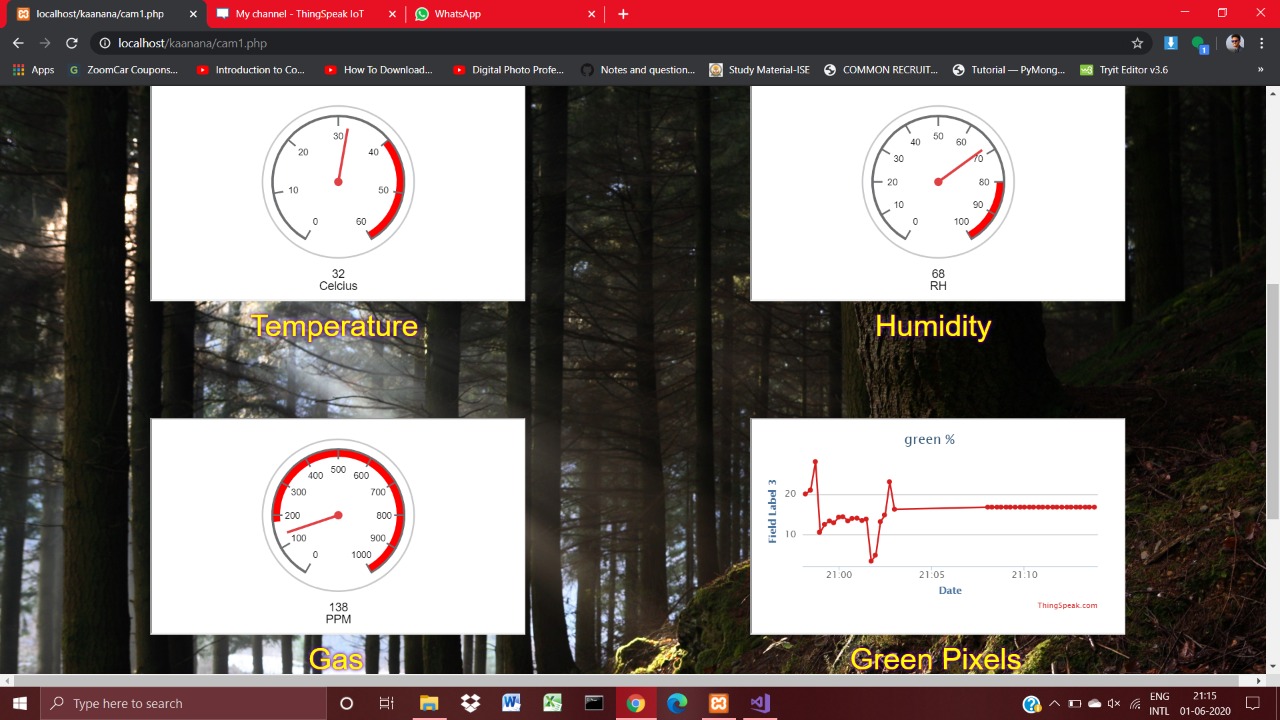 localhost/kaanana/cam1.php
My channel - ThingSpeak IoT
WhatsApp
localhost/kaanana/cam1.php
1
Apps
ZoomCar Coupons...
Introduction to Co...
How To Download...
Digital Photo Profe...
Notes and question...
Study Material-ISE
COMMON RECRUIT...
Tutorial — PyMong...
Tryit Editor v3.6
»
0
10
20
30
40
50
60
32
Celcius
Temperature
0
10
20
30
40
50
60
70
80
90
100
68
RH
Humidity
0
100
200
300
400
500
600
700
800
900
1000
138
PPM
Gas
green %
Field Label 3
20
10
21:00
21:05
21:10
Date
ThingSpeak.com
Green Pixels
Type here to search
ENG
INTL
21:15
01-06-2020